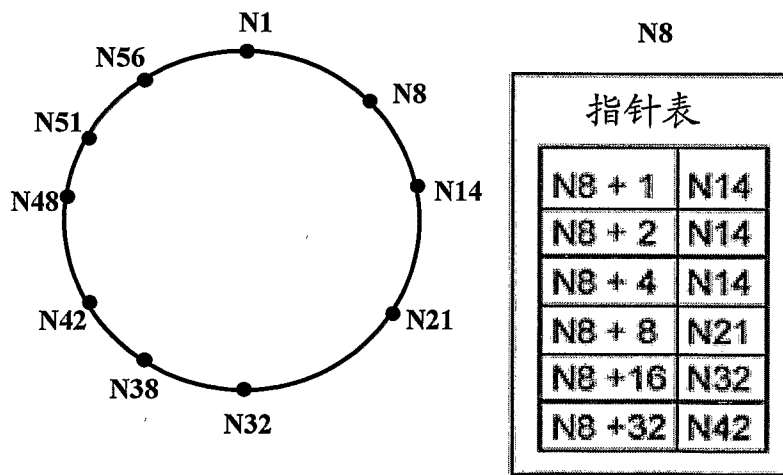 N1
N56
N8
N51
N14
N48
N42
N21
N38
N32
N8
指针表
N8 + 1 N14
N8 + 2 N14
N8 + 4 N14
N8 + 8 N21
N8 +16 N32
N8 +32 N42